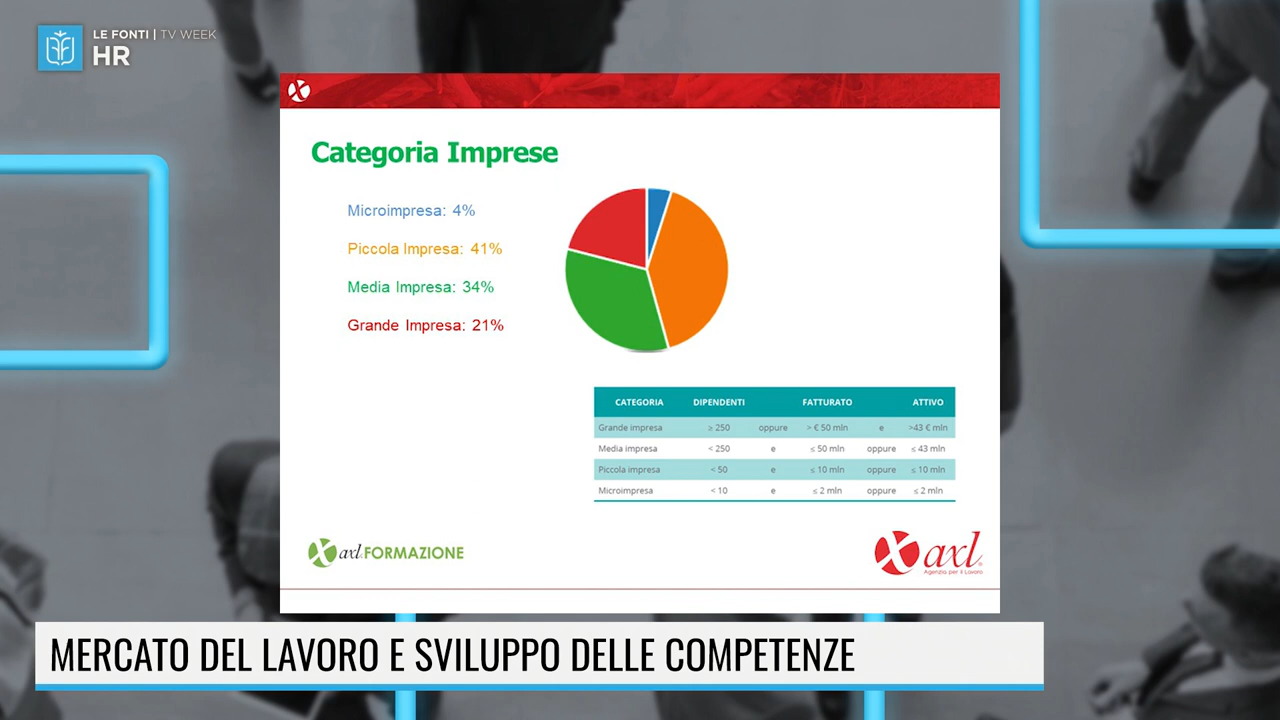 LE FONTI | TV WEEK
HR
Categoria Imprese
Microimpresa: 4%
Piccola Impresa: 41%
Media Impresa: 34%
Grande Impresa: 21%
CATEGORIA DIPENDENTI FATTURATO ATTIVO
Grande impresa ≥ 250 oppure > € 50 mln e >43 € mln
Media impresa < 250 e ≤ 50 mln oppure ≤ 43 mln
Piccola impresa < 50 e ≤ 10 mln oppure ≤ 10 mln
Microimpresa < 10 e ≤ 2 mln oppure ≤ 2 mln
axl FORMAZIONE
axl
Agenzia per il Lavoro
MERCATO DEL LAVORO E SVILUPPO DELLE COMPETENZE